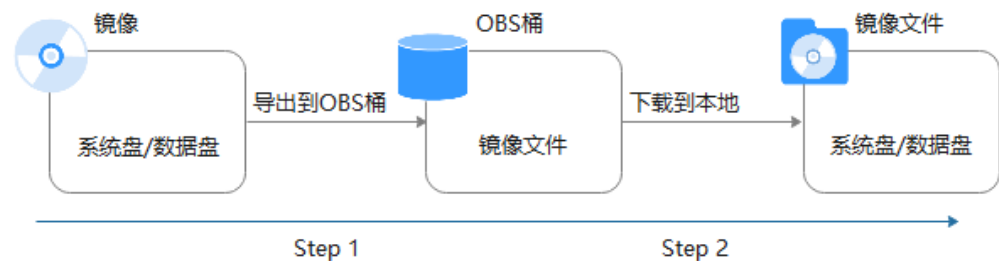 镜像
OBS桶
镜像文件
导出到OBS桶
下载到本地
系统盘/数据盘
镜像文件
系统盘/数据盘
Step 1
Step 2